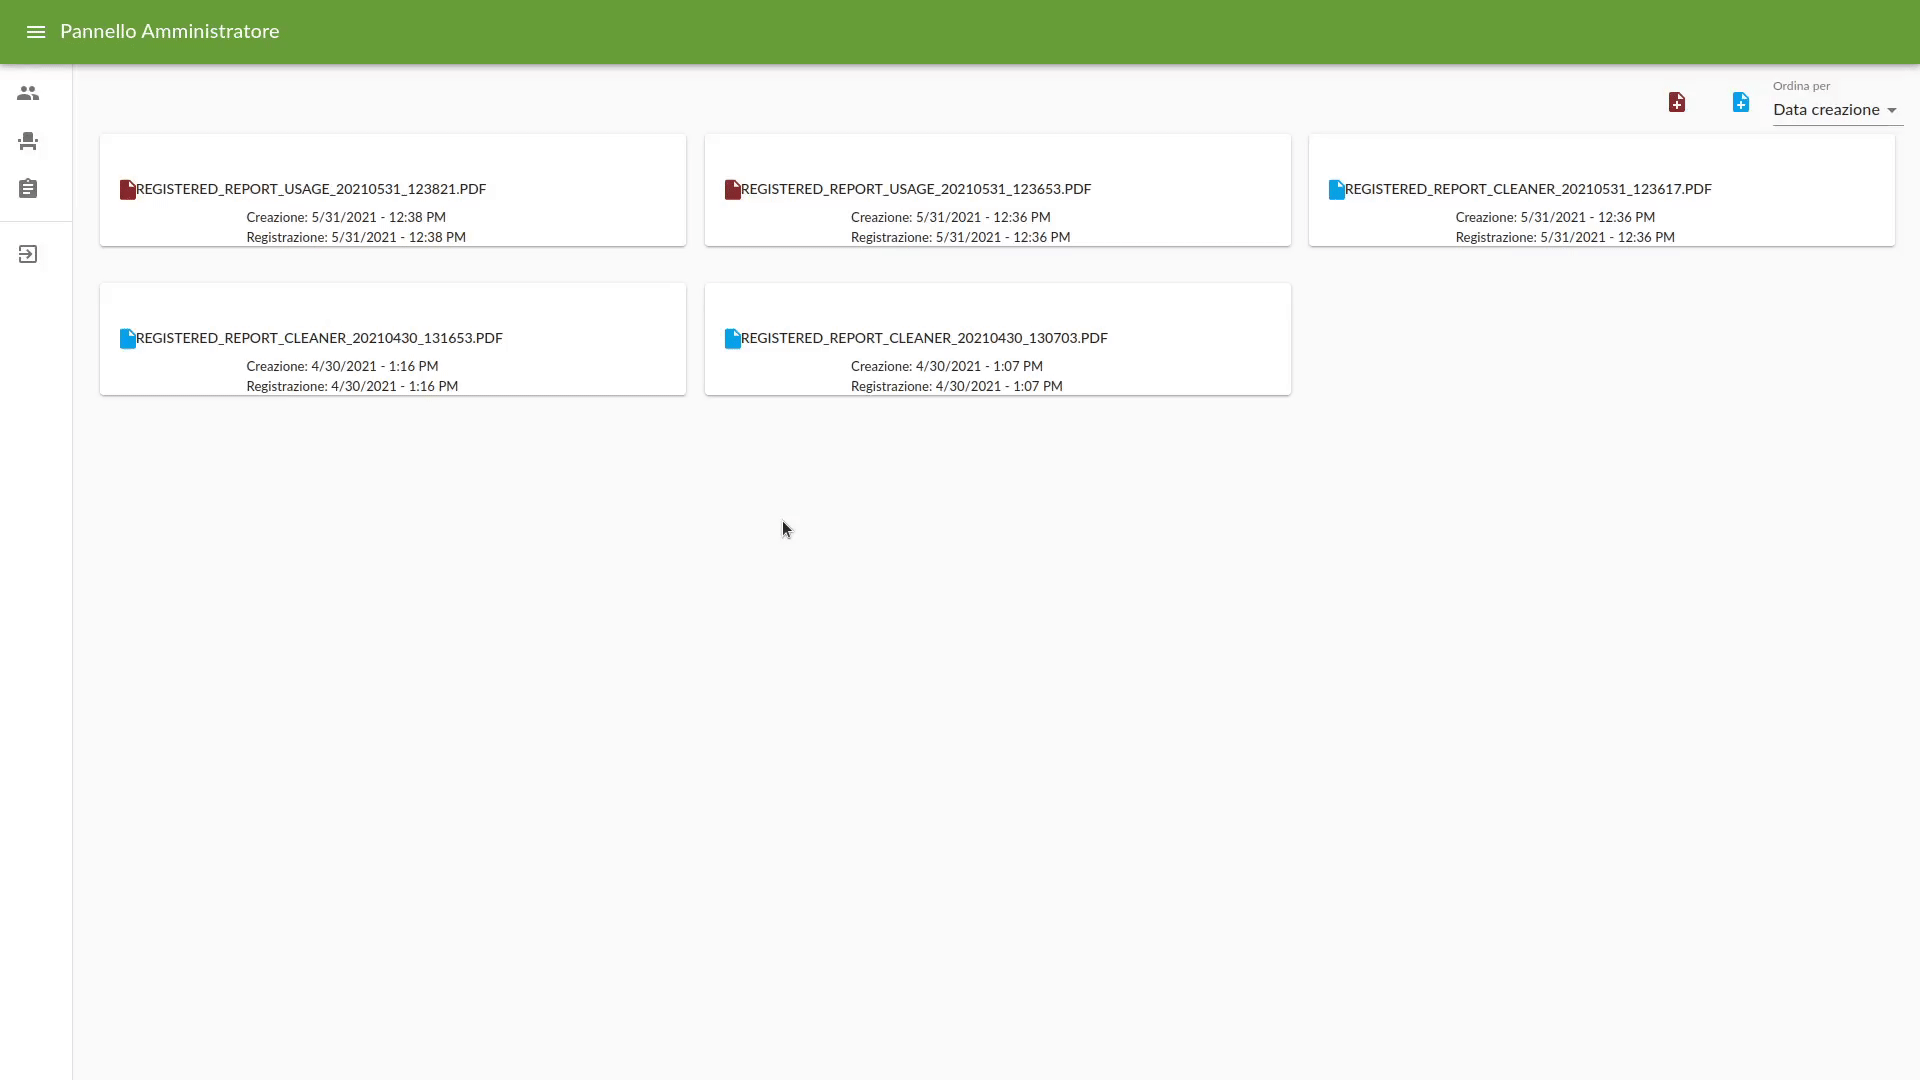 Pannello Amministratore
Ordina per
Data creazione
REGISTERED_REPORT_USAGE_20210531_123821.PDF
Creazione: 5/31/2021 - 12:38 PM
Registrazione: 5/31/2021 - 12:38 PM
REGISTERED_REPORT_USAGE_20210531_123653.PDF
Creazione: 5/31/2021 - 12:36 PM
Registrazione: 5/31/2021 - 12:36 PM
REGISTERED_REPORT_CLEANER_20210531_123617.PDF
Creazione: 5/31/2021 - 12:36 PM
Registrazione: 5/31/2021 - 12:36 PM
REGISTERED_REPORT_CLEANER_20210430_131653.PDF
Creazione: 4/30/2021 - 1:16 PM
Registrazione: 4/30/2021 - 1:16 PM
REGISTERED_REPORT_CLEANER_20210430_130703.PDF
Creazione: 4/30/2021 - 1:07 PM
Registrazione: 4/30/2021 - 1:07 PM